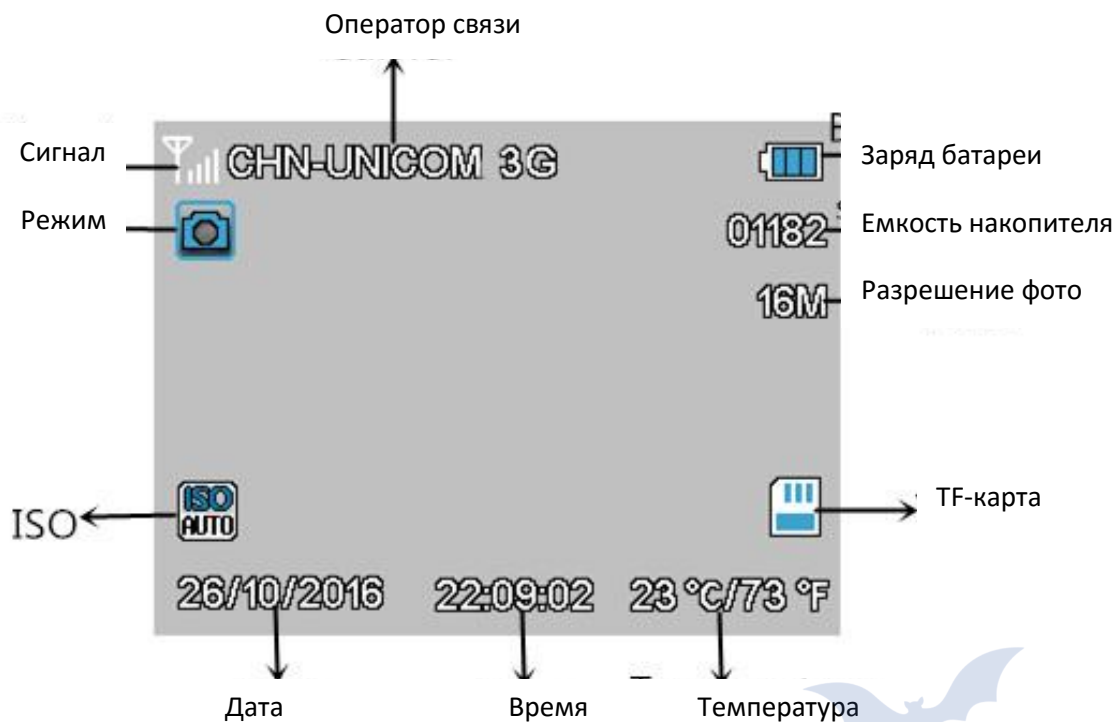 Оператор связи
Сигнал
CHN-UNICOM 3G
Заряд батареи
Режим
01182
Емкость накопителя
16M
Разрешение фото
ISO
ISO
AUTO
TF-карта
26/10/2016 22:09:02 23 °C/73 °F
Дата Время Температура